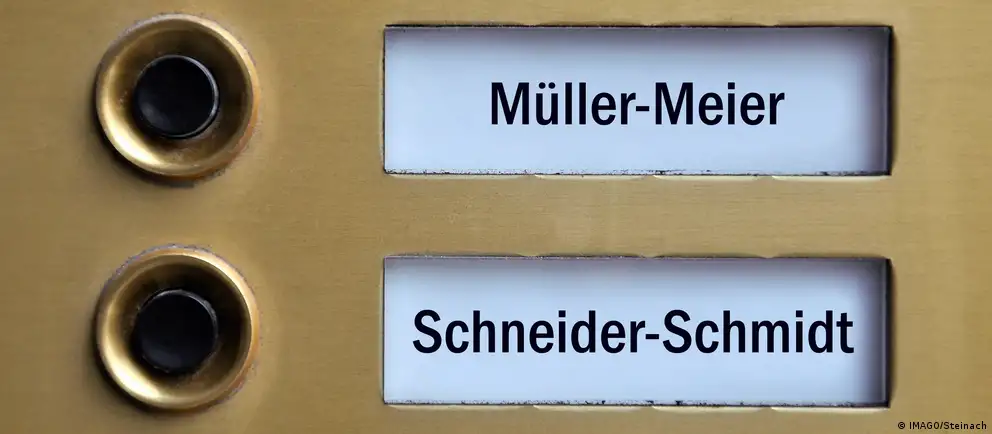 Müller-Meier
Schneider-Schmidt
© IMAGO/Steinach